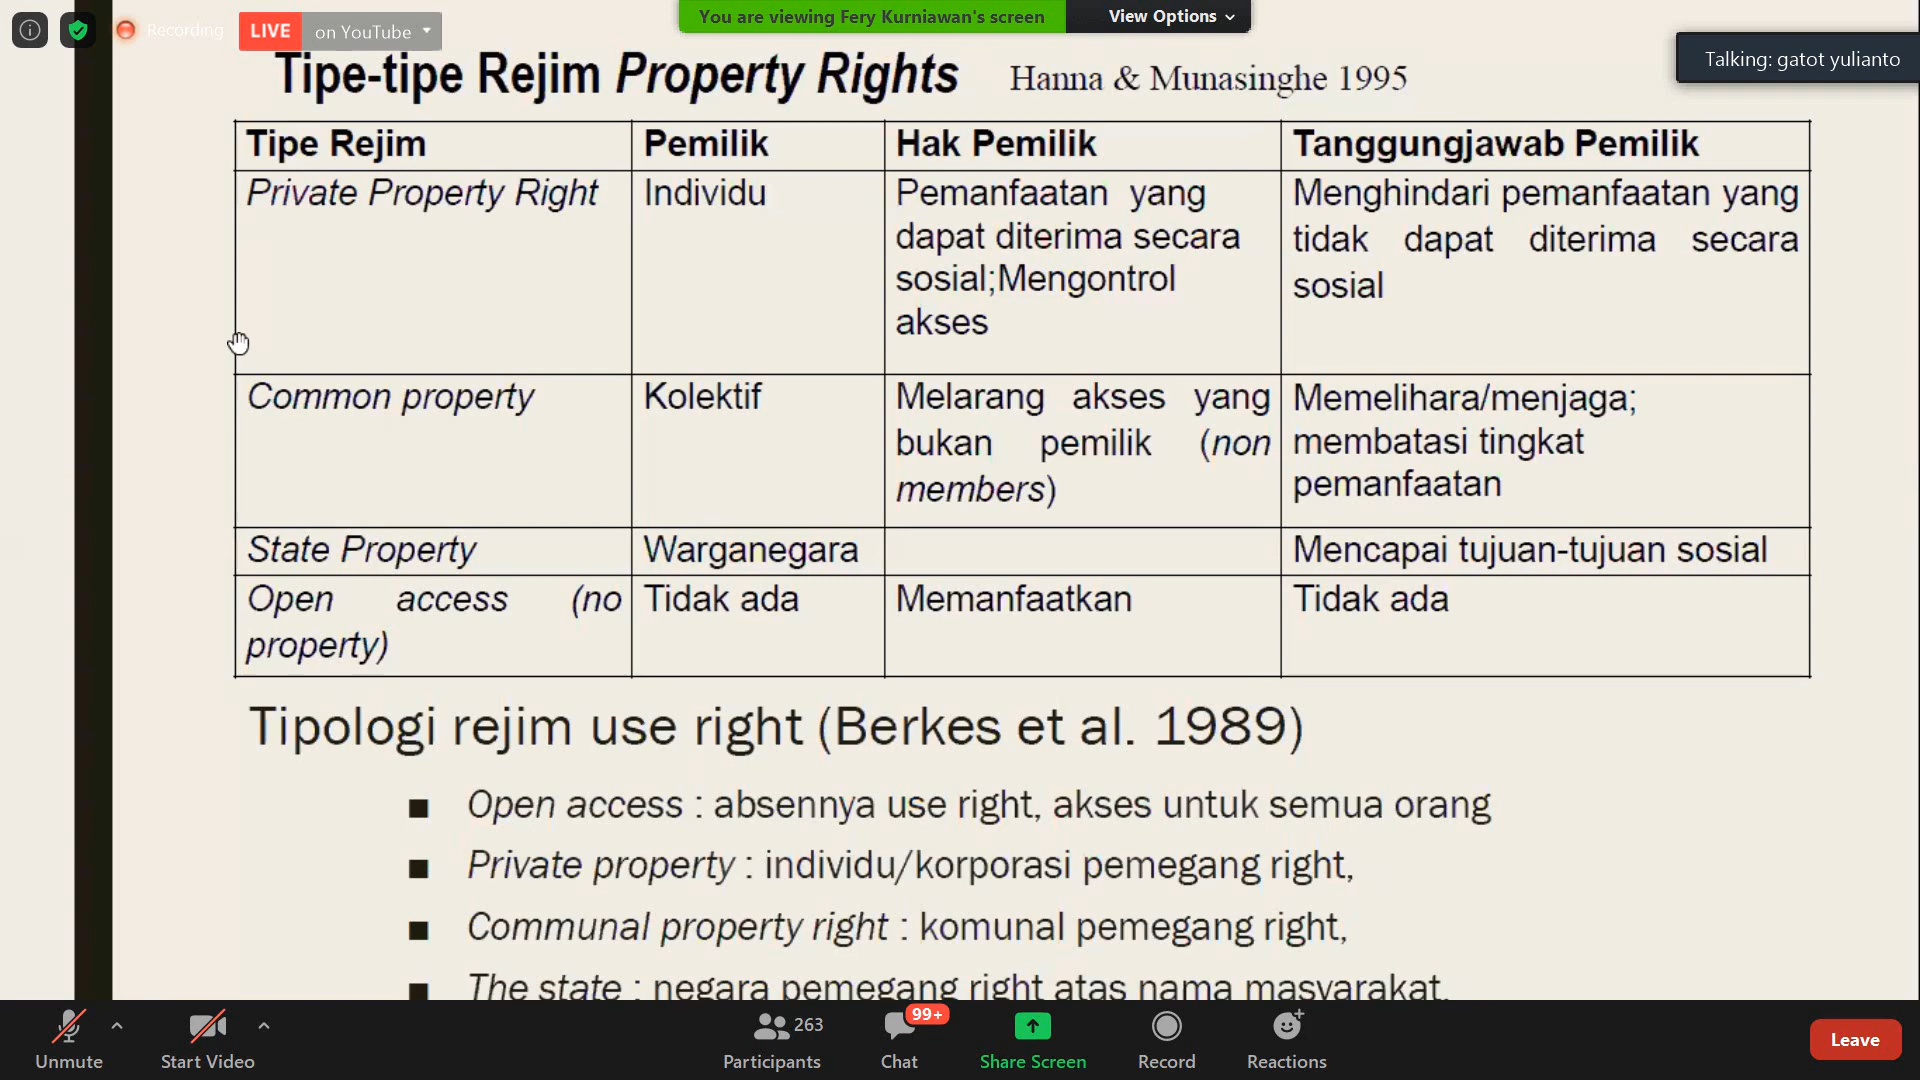 You are viewing Fery Kurniawan's screen
View Options
Recording
LIVE
on YouTube
Talking: gatot yulianto
Tipe-tipe Rejim Property Rights Hanna & Munasinghe 1995
Tipe Rejim
Pemilik
Hak Pemilik
Tanggungjawab Pemilik
Private Property Right
Individu
Pemanfaatan yang
dapat diterima secara
sosial;Mengontrol
akses
Menghindari pemanfaatan yang
tidak dapat diterima secara
sosial
Common property
Kolektif
Melarang akses yang
bukan pemilik (non
members)
Memelihara/menjaga;
membatasi tingkat
pemanfaatan
State Property
Warganegara
Mencapai tujuan-tujuan sosial
Open access (no
property)
Tidak ada
Memanfaatkan
Tidak ada
Tipologi rejim use right (Berkes et al. 1989)
■ Open access : absennya use right, akses untuk semua orang
■ Private property : individu/korporasi pemegang right,
■ Communal property right : komunal pemegang right,
■ The state : negara pemegang right atas nama masyarakat.
Unmute
Start Video
263
Participants
99+
Chat
Share Screen
Record
Reactions
Leave